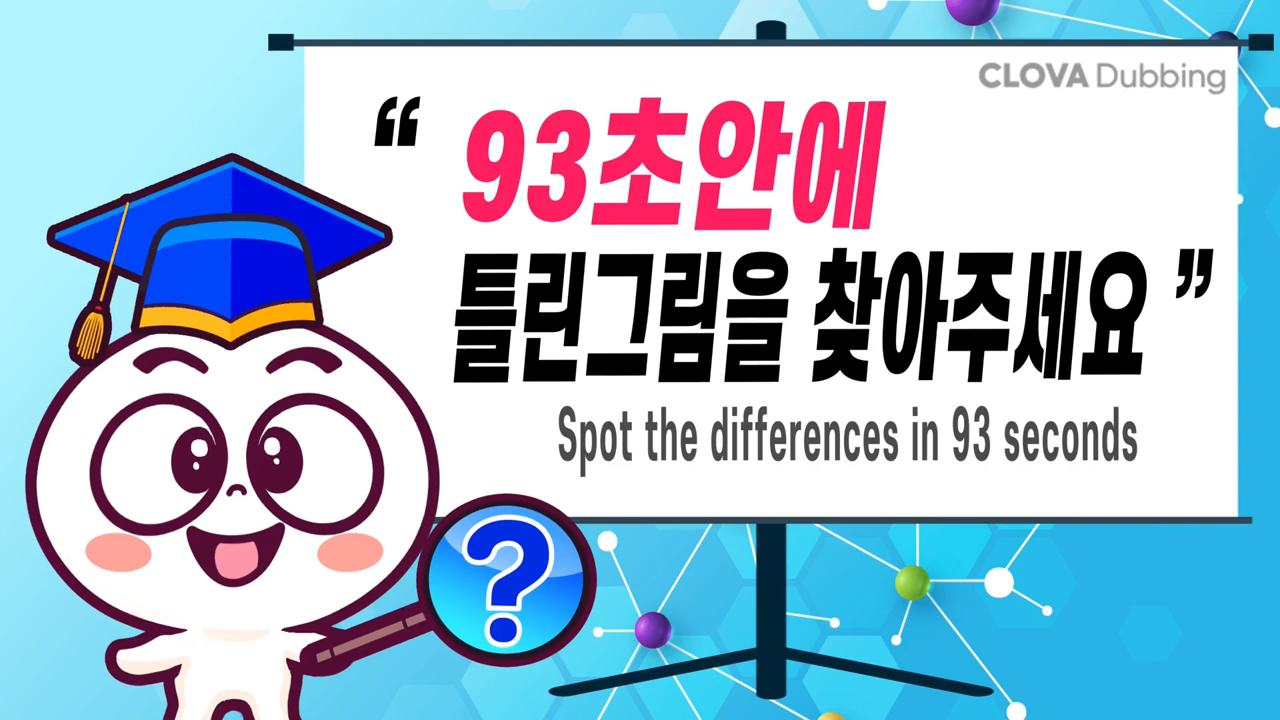 CLOVA Dubbing
“ 93초안에
틀린그림을 찾아주세요 ”
Spot the differences in 93 seconds
?